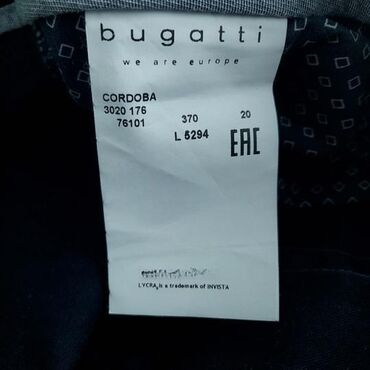 bugatti
we are europe
CORDOBA
3020 176
76101 370 20
L 5294 EAC
LYCRA® is a trademark of INVISTA